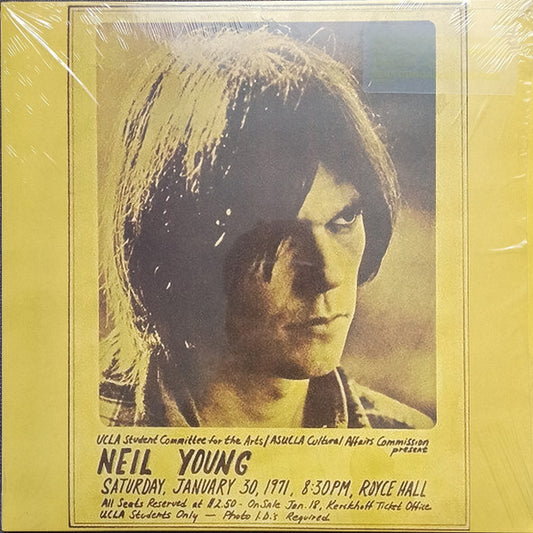 UCLA Student Committee for the Arts/ASUCLA Cultural Affairs Commission
present
NEIL YOUNG
SATURDAY, JANUARY 30, 1971, 8:30PM, ROYCE HALL
All Seats Reserved at $2.50 - On Sale Jan. 18, Kerckhoff Ticket Office
UCLA Students Only — Photo I.D.'s Required